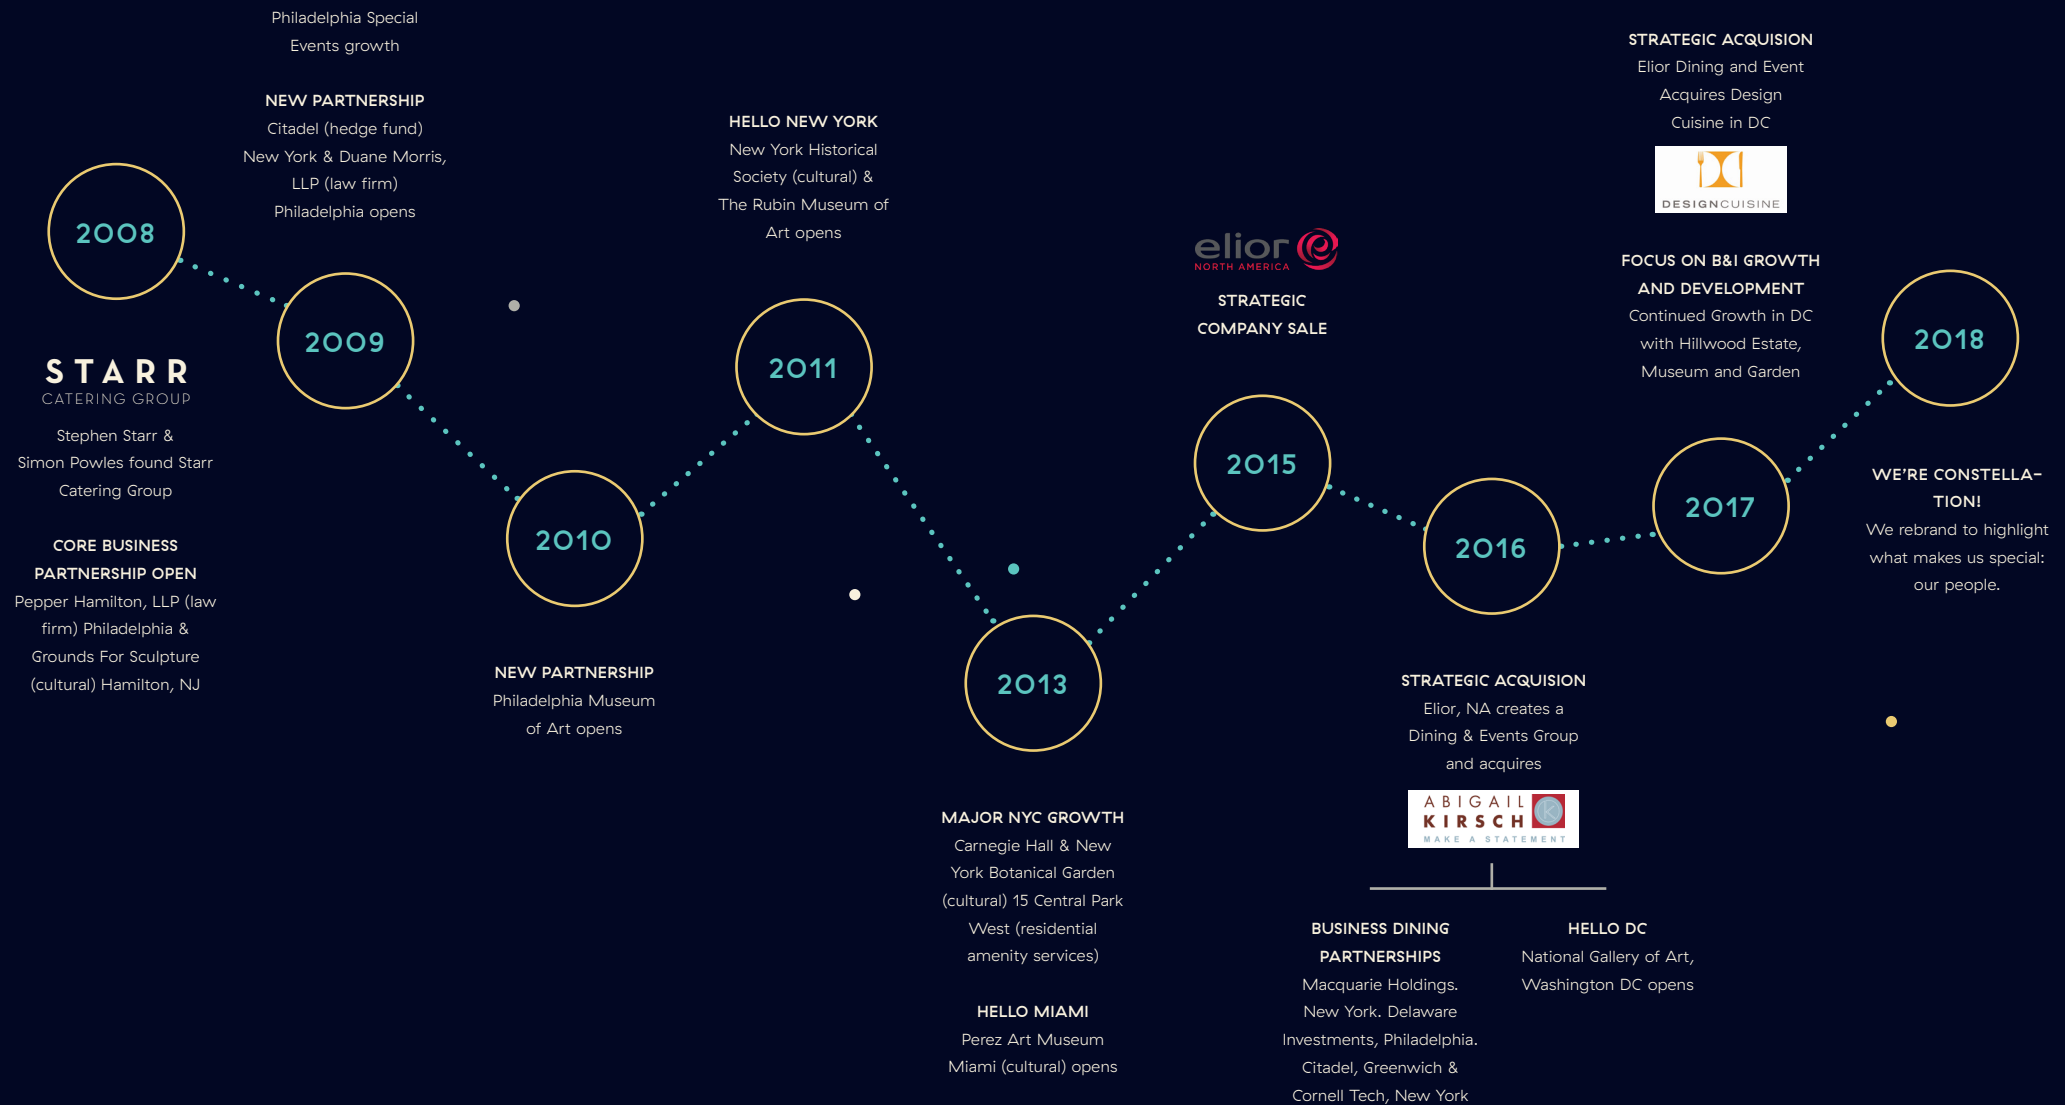 2008
STARR
CATERING GROUP
Stephen Starr &
Simon Powles found Starr
Catering Group
CORE BUSINESS
PARTNERSHIP OPEN
Pepper Hamilton, LLP (law
firm) Philadelphia &
Grounds For Sculpture
(cultural) Hamilton, NJ
Philadelphia Special
Events growth
NEW PARTNERSHIP
Citadel (hedge fund)
New York & Duane Morris,
LLP (law firm)
Philadelphia opens
2009
2010
NEW PARTNERSHIP
Philadelphia Museum
of Art opens
HELLO NEW YORK
New York Historical
Society (cultural) &
The Rubin Museum of
Art opens
2011
2013
MAJOR NYC GROWTH
Carnegie Hall & New
York Botanical Garden
(cultural) 15 Central Park
West (residential
amenity services)
HELLO MIAMI
Perez Art Museum
Miami (cultural) opens
elior
NORTH AMERICA
STRATEGIC
COMPANY SALE
2015
2016
STRATEGIC ACQUISION
Elior, NA creates a
Dining & Events Group
and acquires
ABIGAIL
KIRSCH
K
MAKE A STATEMENT
BUSINESS DINING
PARTNERSHIPS
Macquarie Holdings.
New York. Delaware
Investments, Philadelphia.
Citadel, Greenwich &
Cornell Tech, New York
HELLO DC
National Gallery of Art,
Washington DC opens
STRATEGIC ACQUISION
Elior Dining and Event
Acquires Design
Cuisine in DC
DESIGNCUISINE
FOCUS ON B&I GROWTH
AND DEVELOPMENT
Continued Growth in DC
with Hillwood Estate,
Museum and Garden
2017
2018
WE'RE CONSTELLA-
TION!
We rebrand to highlight
what makes us special:
our people.